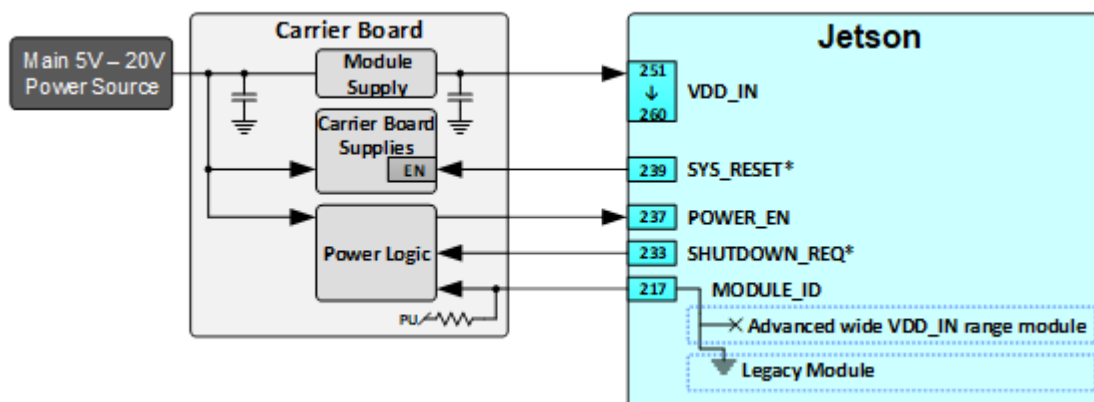 Carrier Board
Jetson
Main 5V – 20V
Power Source
Module
Supply
251
↓
260
VDD_IN
Carrier Board
Supplies
EN
239
SYS_RESET*
Power Logic
237
POWER_EN
233
SHUTDOWN_REQ*
217
MODULE_ID
PU
Advanced wide VDD_IN range module
Legacy Module